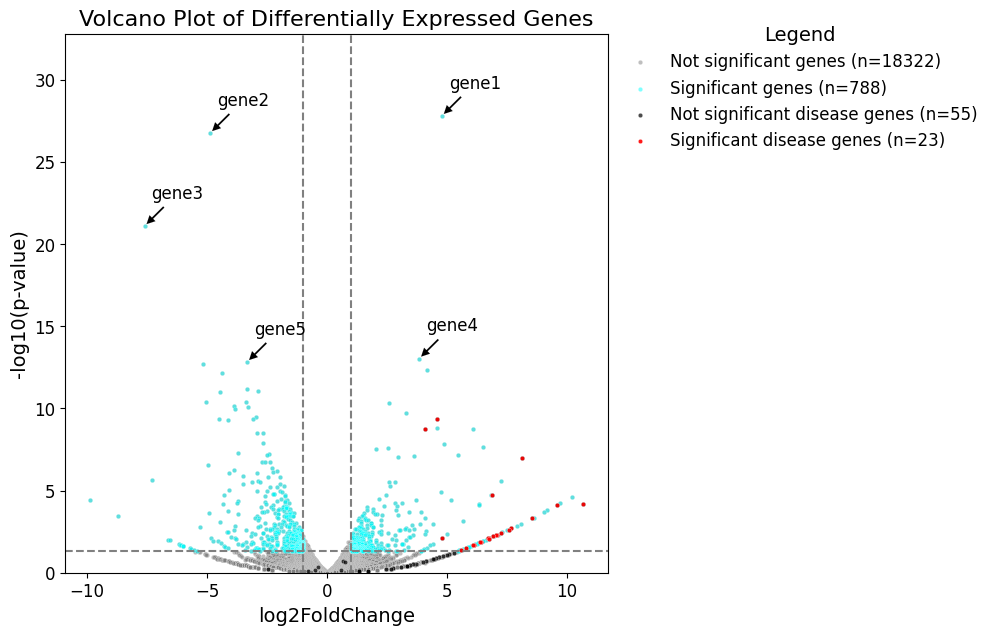 Volcano Plot of Differentially Expressed Genes
Legend
Not significant genes (n=18322)
Significant genes (n=788)
Not significant disease genes (n=55)
Significant disease genes (n=23)
gene1
gene2
gene3
gene4
gene5
-log10(p-value)
30
25
20
15
10
5
0
−10
−5
0
5
10
log2FoldChange